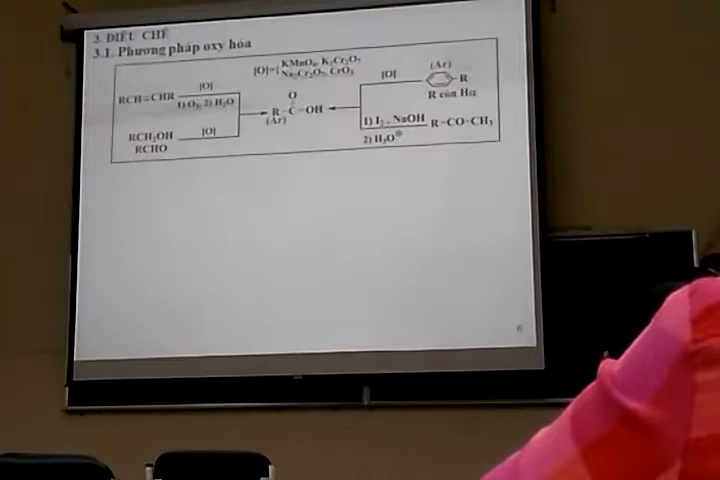 3. ĐIỀU CHẾ
3.1. Phương pháp oxy hóa
[O]={ KMnO₄, K₂Cr₂O₇
Na₂Cr₂O₇, CrO₃
RCH=CHR [O]
1) O₃, 2) H₂O
RCH₂OH [O]
RCHO
O
R-C-OH
(Ar)
[O] (Ar)
R
R còn Hα
1) I₂, NaOH R-CO-CH₃
2) H₃O⊕
6